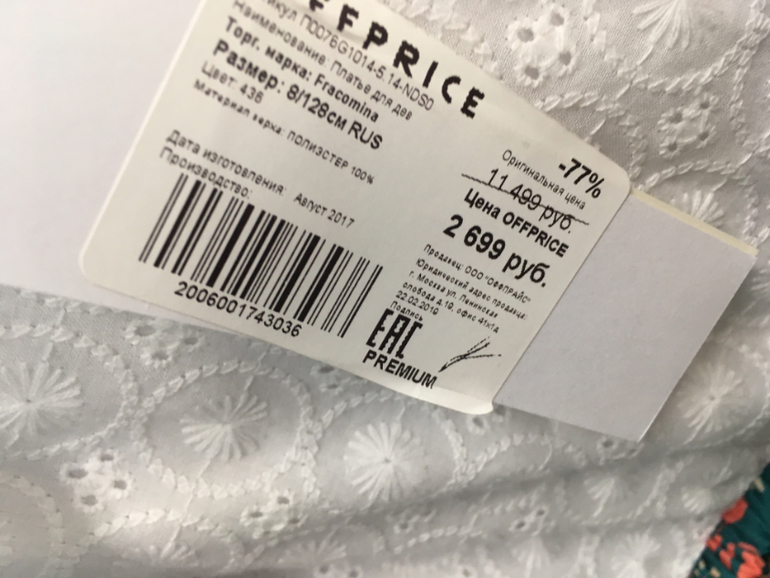 OFFPRICE
Артикул П0076G1014-5.14-NDS0
Наименование: Платье для дев
Торг. марка: Fracomina
Размер: 8/128см RUS
Цвет: 436
Материал верха: ПОЛИЭСТЕР 100%
Дата изготовления: Август 2017
Производство:
2006001743036
-77%
Оригинальная цена
11 499 руб.
Цена OFFPRICE
2 699 руб.
Продавец: ООО "ОФФПРАЙС"
Юридический адрес продавца:
г. Москва ул. Ленинская
слобода д.19, офис 41х1д
22.02.2019
Подпись
EAC
PREMIUM